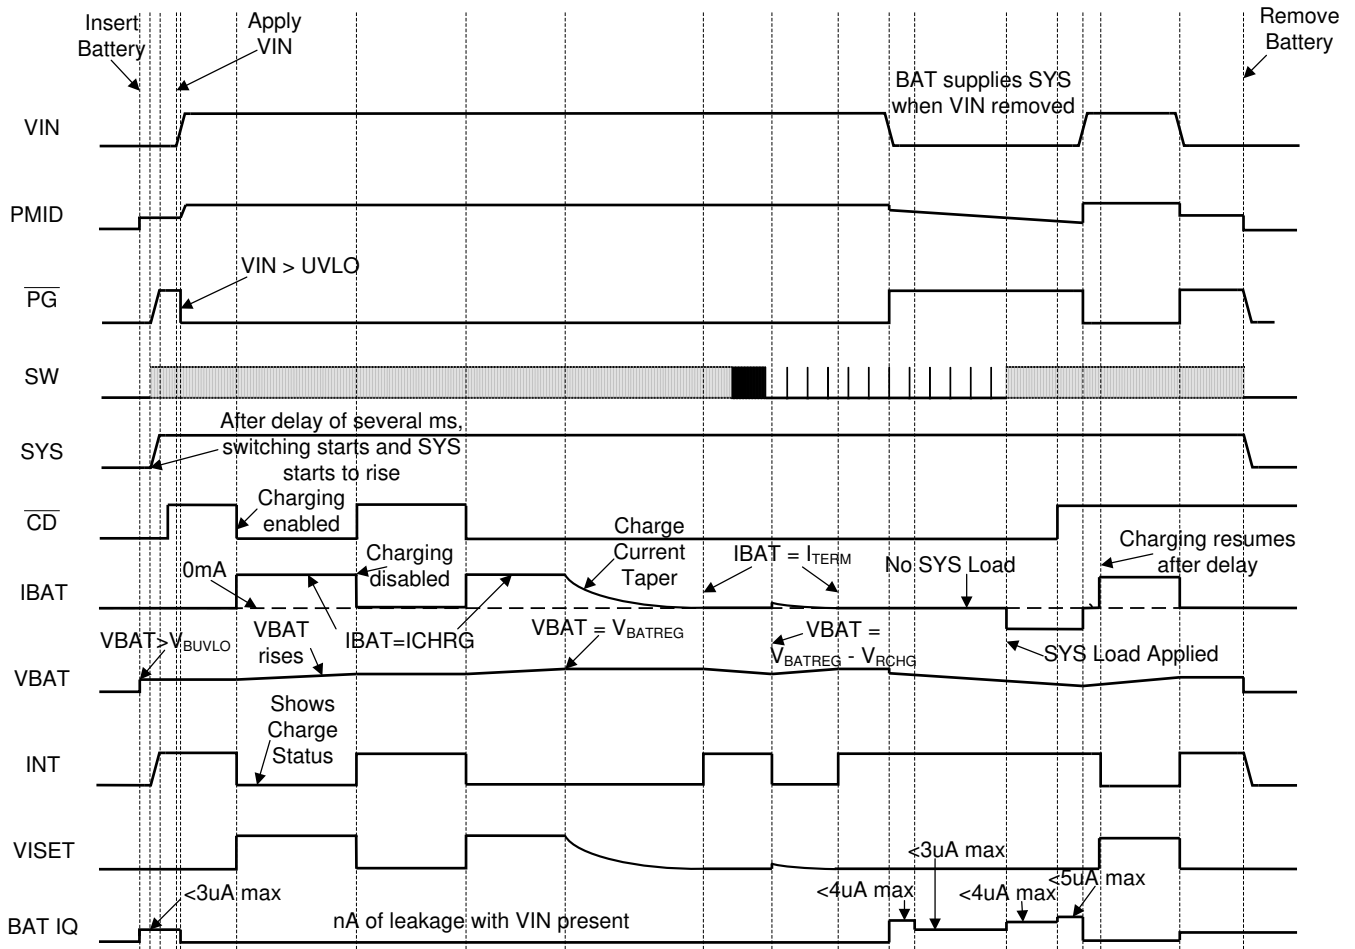 Insert
Battery
Apply
VIN
Remove
Battery
BAT supplies SYS
when VIN removed
VIN
PMID
VIN > UVLO
PG
SW
After delay of several ms,
switching starts and SYS
starts to rise
SYS
CD
Charging
enabled
Charging
disabled
Charge
Current
Taper
IBAT = ITERM
No SYS Load
Charging resumes
after delay
0mA
IBAT
VBAT>VBUVLO
VBAT
rises
IBAT=ICHRG
VBAT = VBATREG
VBAT =
VBATREG - VRCHG
SYS Load Applied
VBAT
Shows
Charge
Status
INT
VISET
<3uA max
<3uA max
<4uA max
<4uA max
<5uA max
BAT IQ
nA of leakage with VIN present